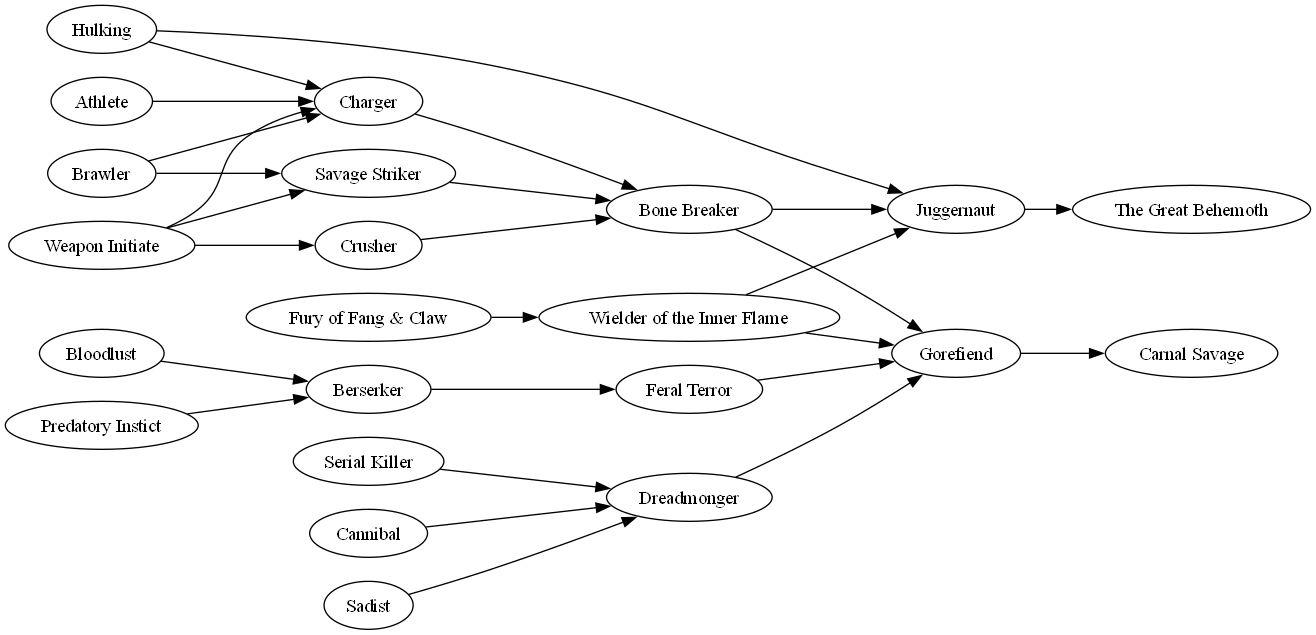 Hulking
Athlete
Charger
Brawler
Savage Striker
Bone Breaker
Juggernaut
The Great Behemoth
Weapon Initiate
Crusher
Fury of Fang & Claw
Wielder of the Inner Flame
Bloodlust
Gorefiend
Carnal Savage
Berserker
Feral Terror
Predatory Instict
Serial Killer
Dreadmonger
Cannibal
Sadist